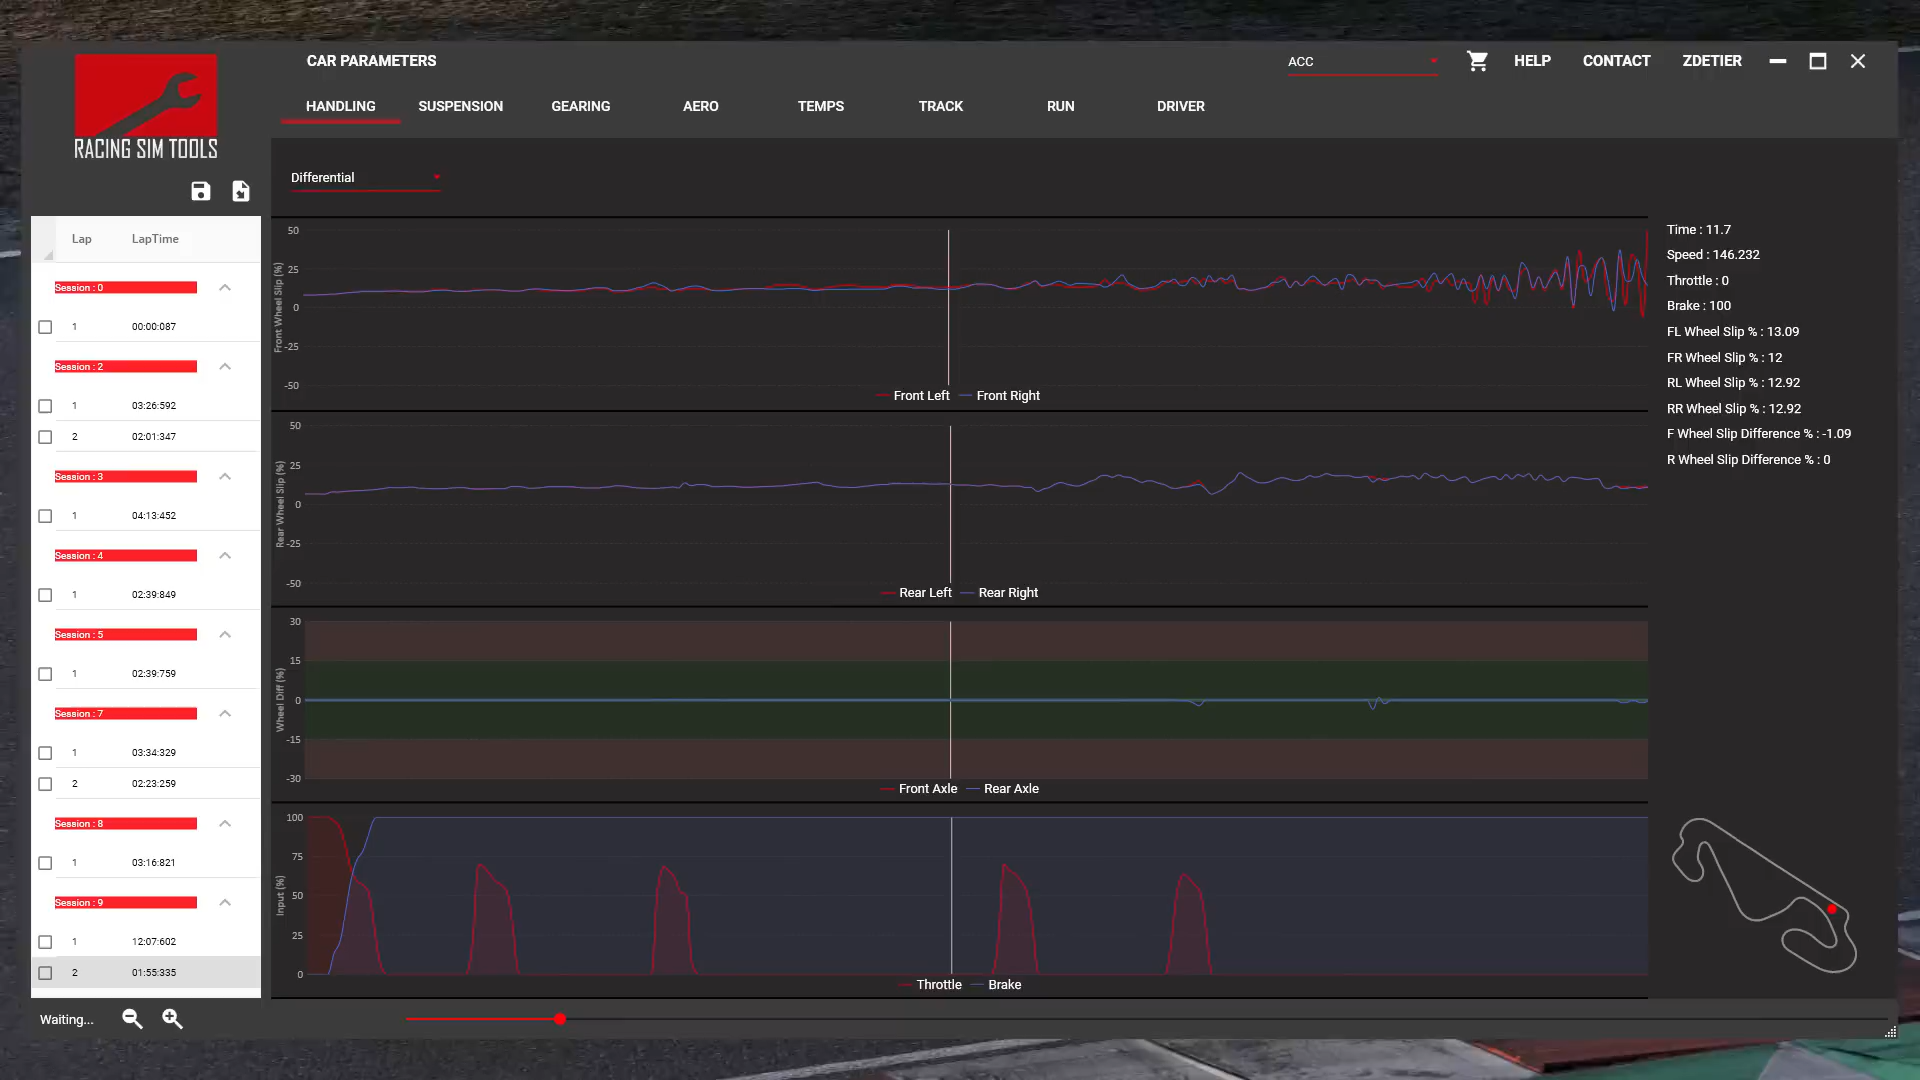 CAR PARAMETERS
ACC
HELP
CONTACT
ZDETIER
RACING SIM TOOLS
HANDLING
SUSPENSION
GEARING
AERO
TEMPS
TRACK
RUN
DRIVER
Differential
Lap LapTime
Session : 0
1 00:00:087
Session : 2
1 03:26:592
2 02:01:347
Session : 3
1 04:13:452
Session : 4
1 02:39:849
Session : 5
1 02:39:759
Session : 7
1 03:34:329
2 02:23:259
Session : 8
1 03:16:821
Session : 9
1 12:07:602
2 01:55:335
Waiting...
Front Wheel Slip (%)
50
25
0
-25
-50
Front Left Front Right
Rear Wheel Slip (%)
50
25
0
-25
-50
Rear Left Rear Right
Wheel Diff (%)
30
15
0
-15
-30
Front Axle Rear Axle
Input (%)
100
75
50
25
0
Throttle Brake
Time : 11.7
Speed : 146.232
Throttle : 0
Brake : 100
FL Wheel Slip % : 13.09
FR Wheel Slip % : 12
RL Wheel Slip % : 12.92
RR Wheel Slip % : 12.92
F Wheel Slip Difference % : -1.09
R Wheel Slip Difference % : 0